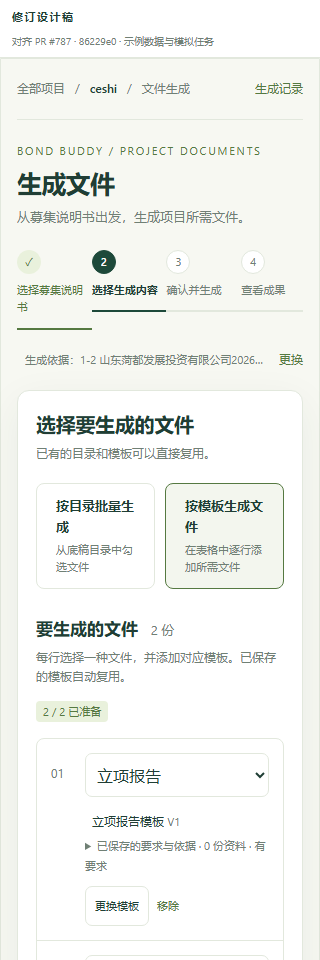 修订设计稿
对齐 PR #787 · 86229e0 · 示例数据与模拟任务
全部项目 / ceshi / 文件生成 生成记录
BOND BUDDY / PROJECT DOCUMENTS
生成文件
从募集说明书出发，生成项目所需文件。
✓ 2 3 4
选择募集说明书 选择生成内容 确认并生成 查看成果
生成依据：1-2 山东菏都发展投资有限公司2026... 更换
选择要生成的文件
已有的目录和模板可以直接复用。
按目录批量生成
从底稿目录中勾选文件
按模板生成文件
在表格中逐行添加所需文件
要生成的文件 2 份
每行选择一种文件，并添加对应模板。已保存
的模板自动复用。
2 / 2 已准备
01 立项报告
立项报告模板 V1
▶ 已保存的要求与依据 · 0 份资料 · 有
要求
更换模板 移除